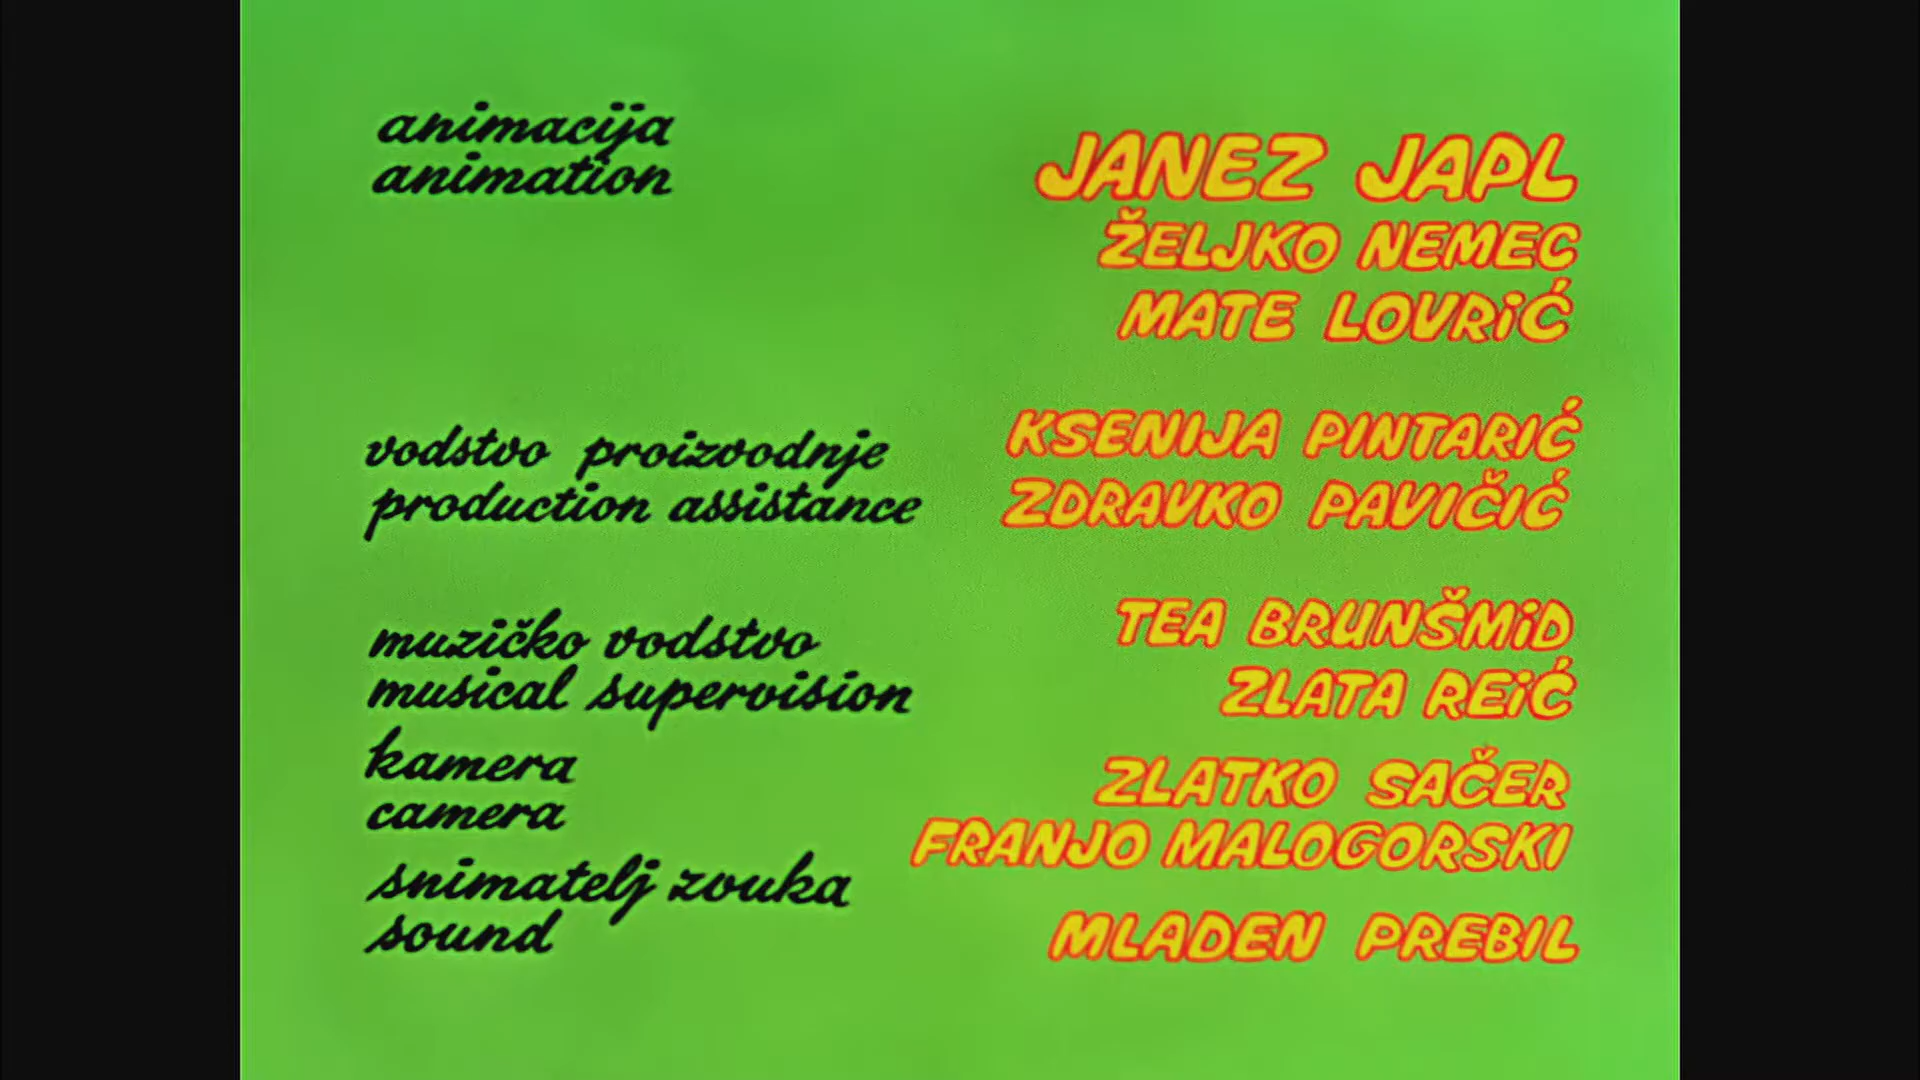 animacija
animation
JANEZ JAPL
ŽELJKO NEMEC
MATE LOVRiĆ
vodstvo proizvodnje
production assistance
KSENIJA PINTARIĆ
ZDRAVKO PAVIČIĆ
muzičko vodstvo
musical supervision
TEA BRUNŠMiD
ZLATA REiĆ
kamera
camera
ZLATKO SAČER
FRANJO MALOGORSKI
snimatelj zvuka
sound
MLADEN PREBIL